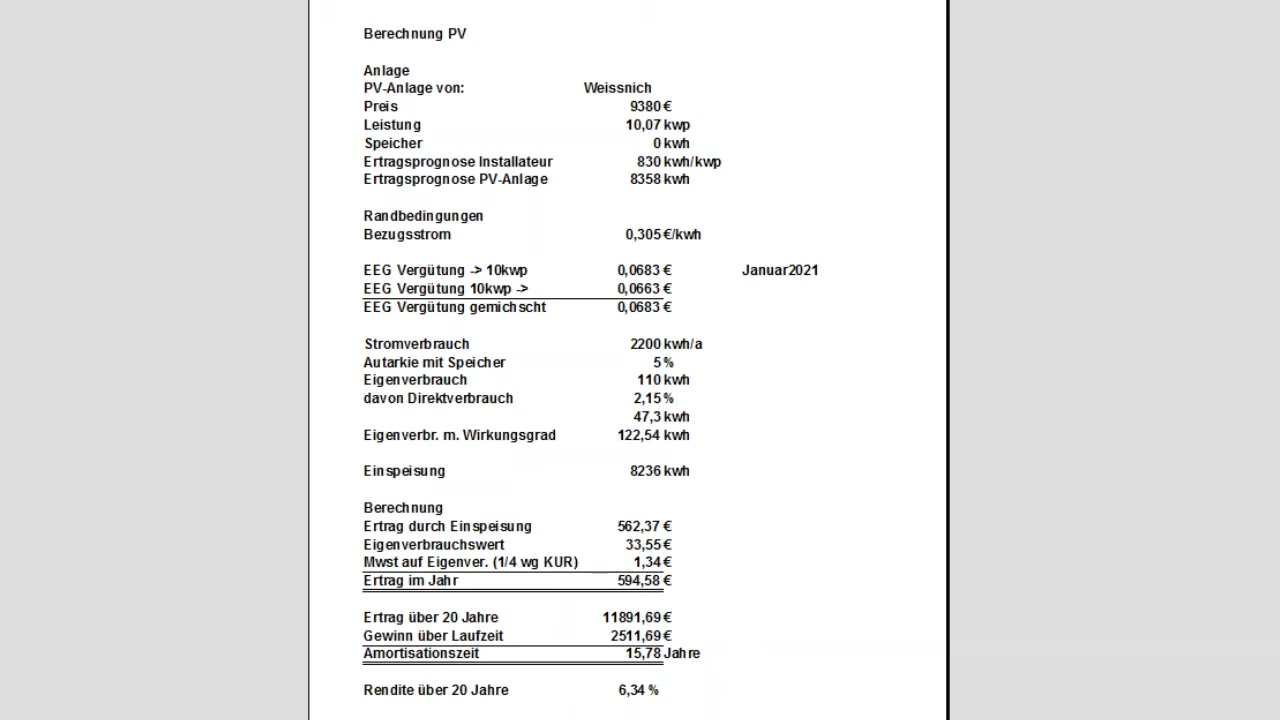 Berechnung PV
Anlage
PV-Anlage von: Weissnich
Preis 9380 €
Leistung 10,07 kwp
Speicher 0 kwh
Ertragsprognose Installateur 830 kwh/kwp
Ertragsprognose PV-Anlage 8358 kwh
Randbedingungen
Bezugsstrom 0,305 €/kwh
EEG Vergütung -> 10kwp 0,0683 € Januar2021
EEG Vergütung 10kwp -> 0,0663 €
EEG Vergütung gemichscht 0,0683 €
Stromverbrauch 2200 kwh/a
Autarkie mit Speicher 5 %
Eigenverbrauch 110 kwh
davon Direktverbrauch 2,15 %
47,3 kwh
Eigenverbr. m. Wirkungsgrad 122,54 kwh
Einspeisung 8236 kwh
Berechnung
Ertrag durch Einspeisung 562,37 €
Eigenverbrauchswert 33,55 €
Mwst auf Eigenver. (1/4 wg KUR) 1,34 €
Ertrag im Jahr 594,58 €
Ertrag über 20 Jahre 11891,69 €
Gewinn über Laufzeit 2511,69 €
Amortisationszeit 15,78 Jahre
Rendite über 20 Jahre 6,34 %